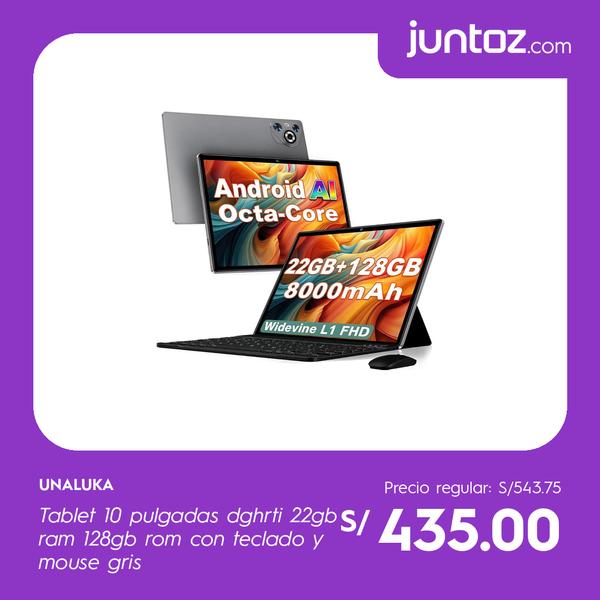 juntoz.com
Android AI
Octa-Core
22GB+128GB
8000mAh
Widevine L1 FHD
UNALUKA
Tablet 10 pulgadas dghrti 22gb
ram 128gb rom con teclado y
mouse gris
Precio regular: S/543.75
S/ 435.00